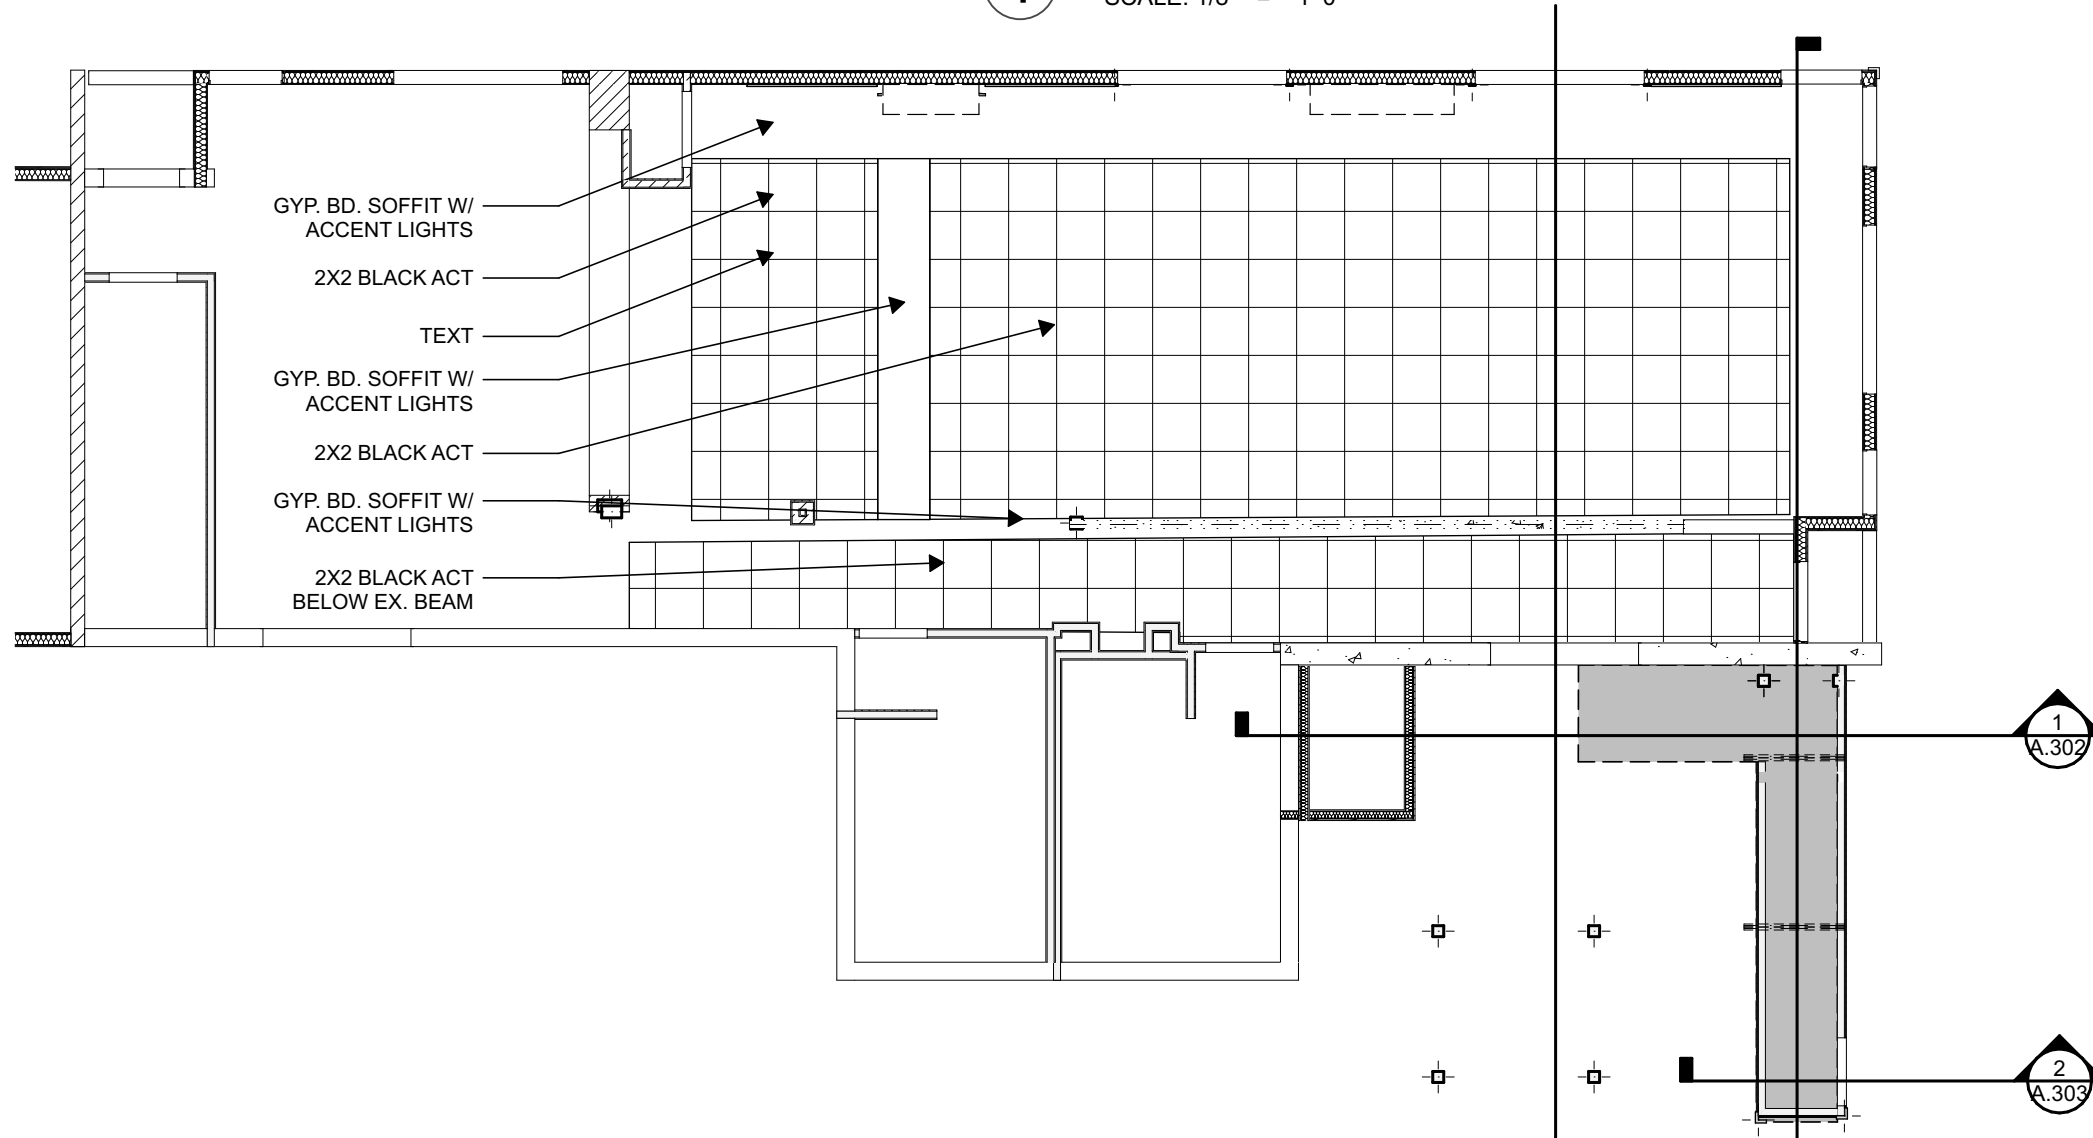 GYP. BD. SOFFIT W/
ACCENT LIGHTS
2X2 BLACK ACT
TEXT
GYP. BD. SOFFIT W/
ACCENT LIGHTS
2X2 BLACK ACT
GYP. BD. SOFFIT W/
ACCENT LIGHTS
2X2 BLACK ACT
BELOW EX. BEAM
1
A.302
2
A.303